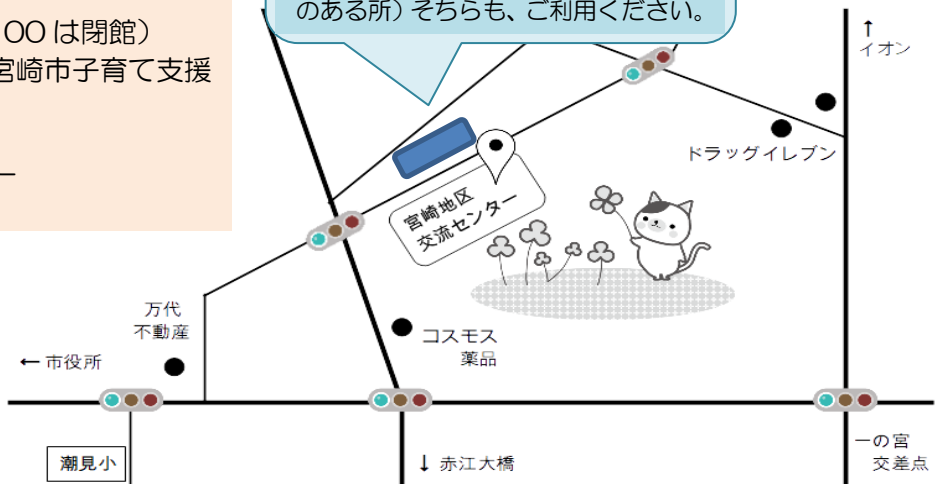 00は閉館）
宮崎市子育て支援
ー
のある所）そちらも、ご利用ください。
↑
イオン
ドラッグイレブン
宮崎地区
交流センター
万代
不動産
←市役所
コスモス
薬品
潮見小
↓赤江大橋
一の宮
交差点